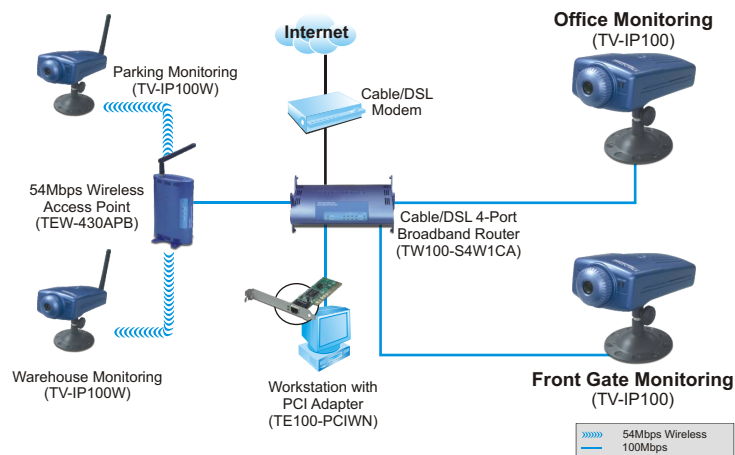 Internet
Office Monitoring
(TV-IP100)
Parking Monitoring
(TV-IP100W)
Cable/DSL
Modem
54Mbps Wireless
Access Point
(TEW-430APB)
Cable/DSL 4-Port
Broadband Router
(TW100-S4W1CA)
Warehouse Monitoring
(TV-IP100W)
Workstation with
PCI Adapter
(TE100-PCIWN)
Front Gate Monitoring
(TV-IP100)
54Mbps Wireless
100Mbps